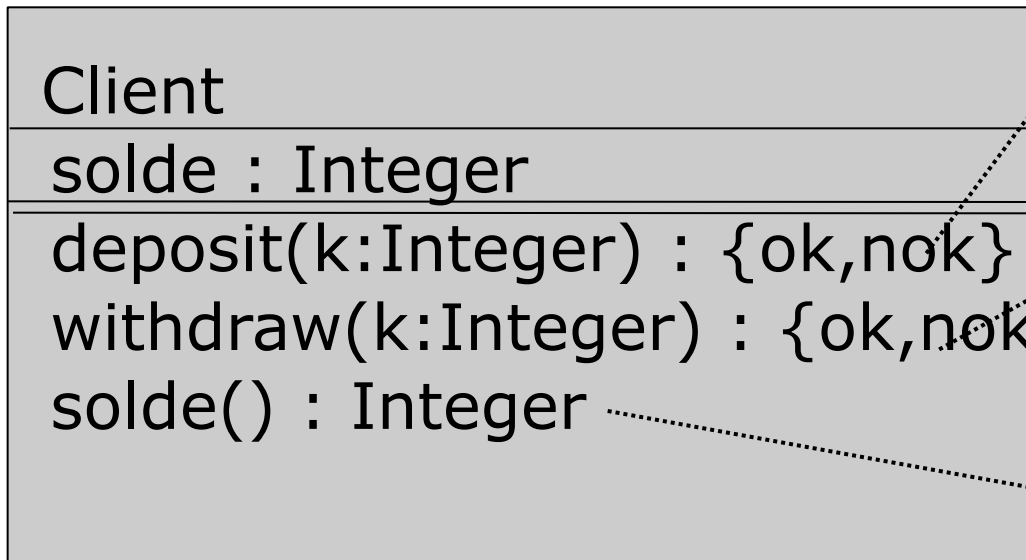 Client
solde : Integer
deposit(k:Integer) : {ok,nok}
withdraw(k:Integer) : {ok,nok
solde() : Integer